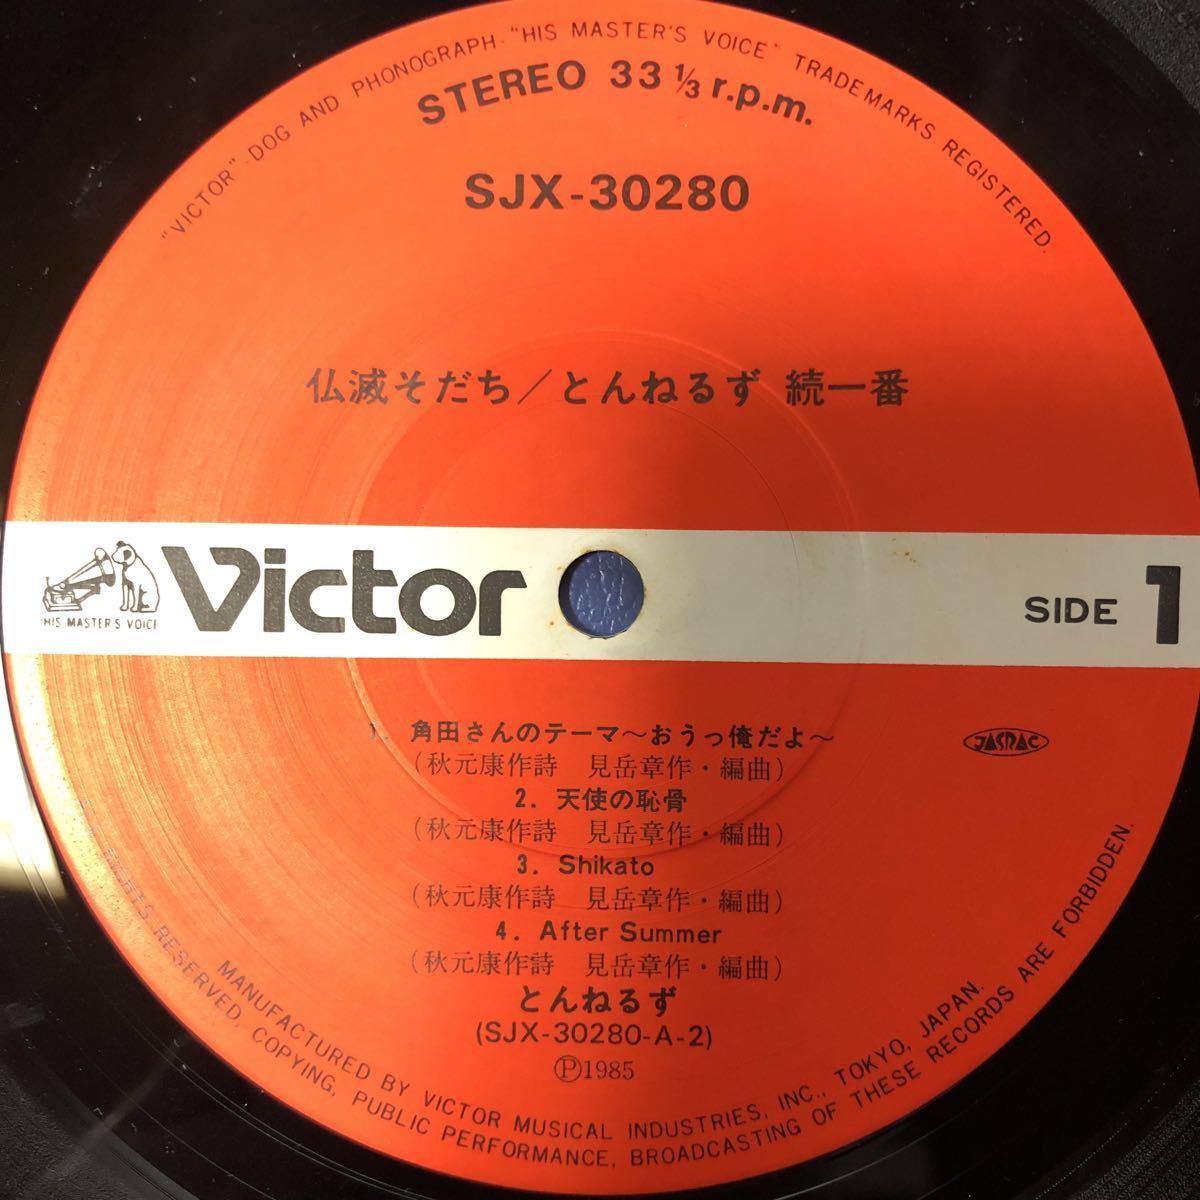 "VICTOR"-DOG AND PHONOGRAPH-"HIS MASTER'S VOICE" TRADEMARKS REGISTERED.
STEREO 33 1/3 r.p.m.
SJX-30280
仏滅そだち/とんねるず 続一番
HIS MASTER'S VOICE
Victor
SIDE 1
1. 角田さんのテーマ~おうっ俺だよ~
(秋元康作詩 見岳章作・編曲)
2. 天使の恥骨
(秋元康作詩 見岳章作・編曲)
3. Shikato
(秋元康作詩 見岳章作・編曲)
4. After Summer
(秋元康作詩 見岳章作・編曲)
とんねるず
(SJX-30280-A-2)
Ⓟ1985
JASRAC
MANUFACTURED BY VICTOR MUSICAL INDUSTRIES, INC., TOKYO, JAPAN.
RIGHTS RESERVED. COPYING, PUBLIC PERFORMANCE, BROADCASTING OF THESE RECORDS ARE FORBIDDEN.